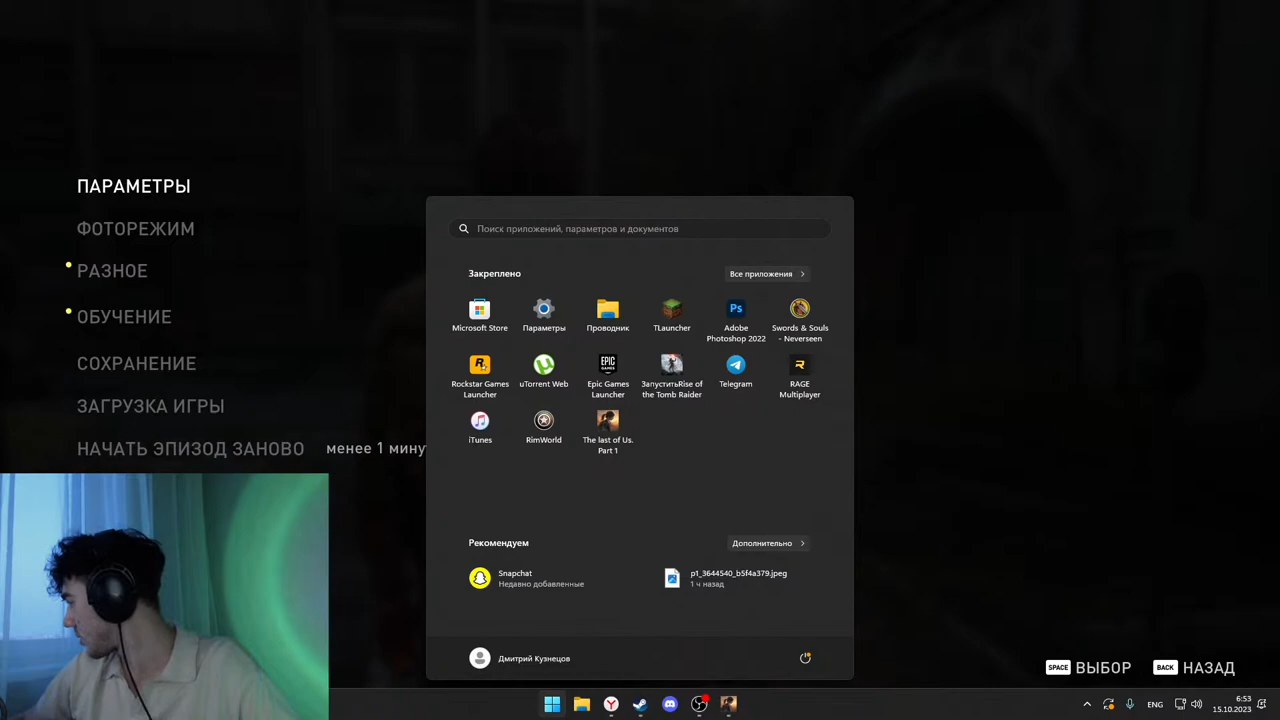 ПАРАМЕТРЫ
ФОТОРЕЖИМ
РАЗНОЕ
ОБУЧЕНИЕ
СОХРАНЕНИЕ
ЗАГРУЗКА ИГРЫ
НАЧАТЬ ЭПИЗОД ЗАНОВО менее 1 мину
Поиск приложений, параметров и документов
Закреплено Все приложения
Microsoft Store
Параметры
Проводник
TLauncher
Adobe
Photoshop 2022
Swords & Souls
- Neverseen
Rockstar Games
Launcher
uTorrent Web
Epic Games
Launcher
ЗапуститьRise of
the Tomb Raider
Telegram
RAGE
Multiplayer
iTunes
RimWorld
The last of Us.
Part 1
Рекомендуем Дополнительно
Snapchat
Недавно добавленные
p1_3644540_b5f4a379.jpeg
1 ч назад
Дмитрий Кузнецов
SPACE ВЫБОР BACK НАЗАД
ENG
6:53
15.10.2023